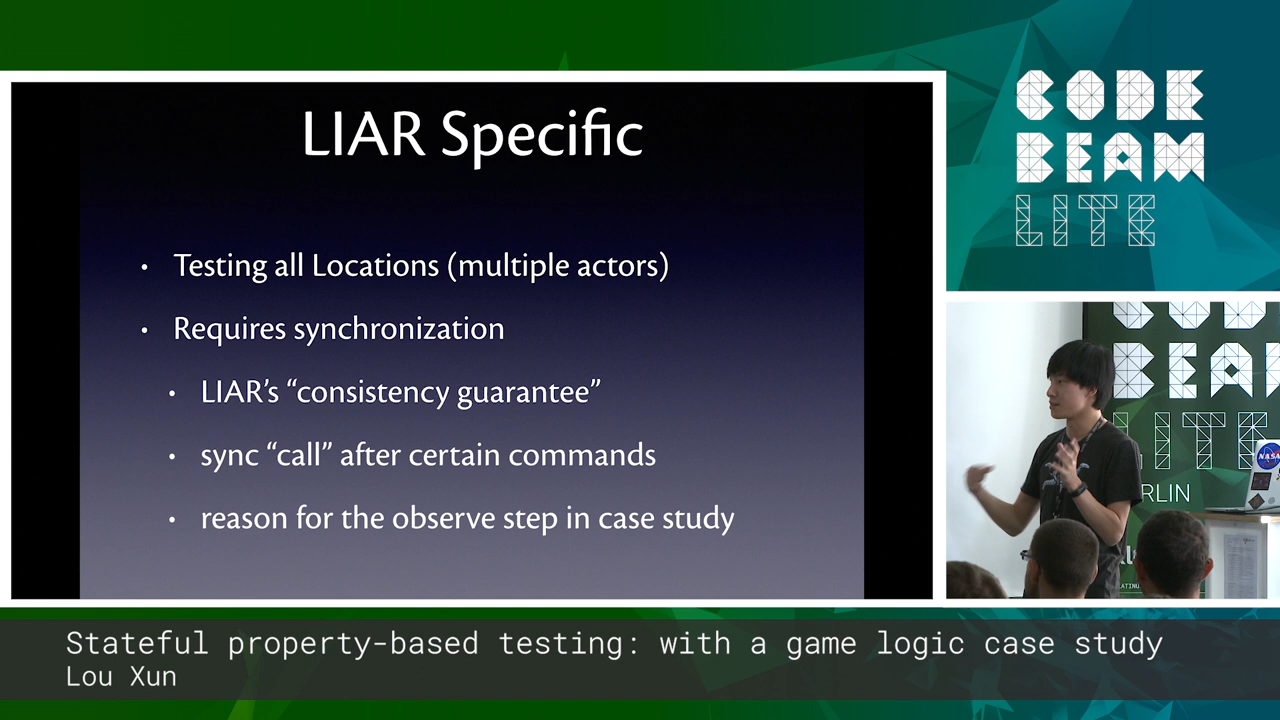 LIAR Specific
• Testing all Locations (multiple actors)
• Requires synchronization
• LIAR’s “consistency guarantee”
• sync “call” after certain commands
• reason for the observe step in case study
CODE
BEAM
LITE
NASA
RLIN
Stateful property-based testing: with a game logic case study
Lou Xun